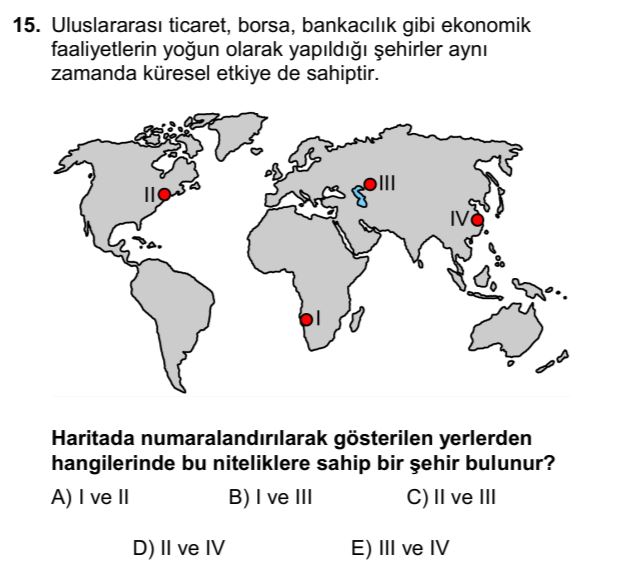 15. Uluslararası ticaret, borsa, bankacılık gibi ekonomik
faaliyetlerin yoğun olarak yapıldığı şehirler aynı
zamanda küresel etkiye de sahiptir.
II
III
IV
I
Haritada numaralandırılarak gösterilen yerlerden
hangilerinde bu niteliklere sahip bir şehir bulunur?
A) I ve II B) I ve III C) II ve III
D) II ve IV E) III ve IV